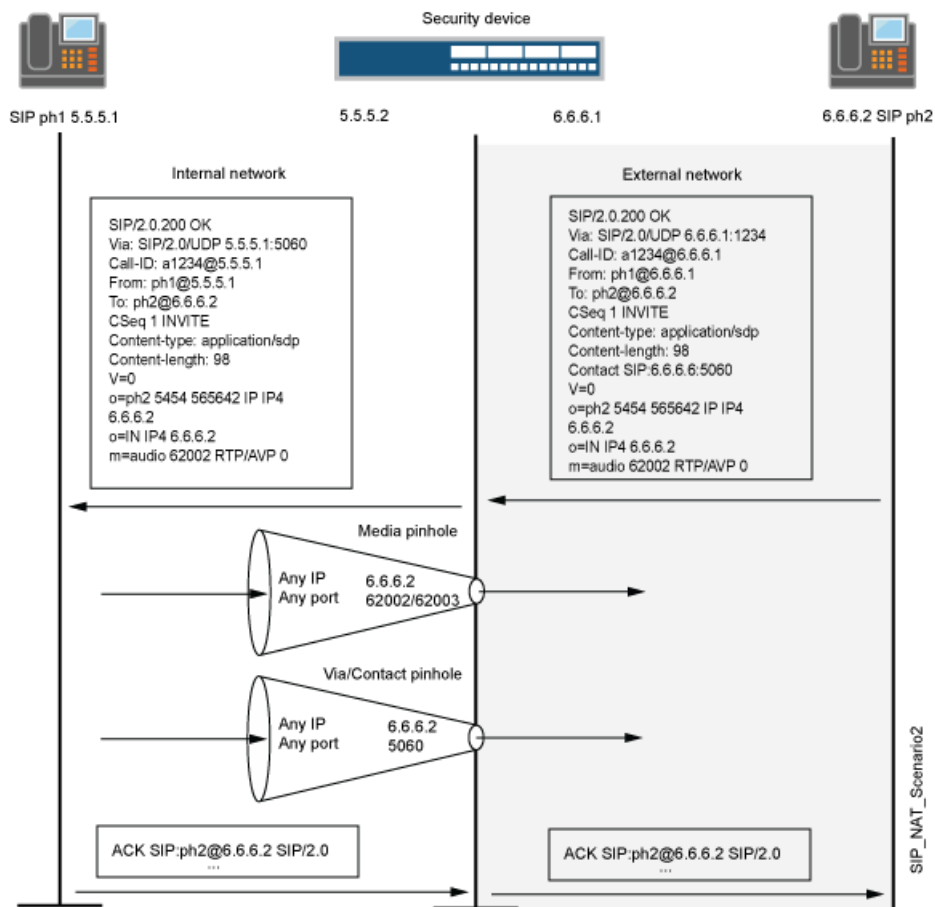 Security device
SIP ph1 5.5.5.1
5.5.5.2
6.6.6.1
6.6.6.2 SIP ph2
Internal network
External network
SIP/2.0.200 OK
Via: SIP/2.0/UDP 5.5.5.1:5060
Call-ID: a1234@5.5.5.1
From: ph1@5.5.5.1
To: ph2@6.6.6.2
CSeq 1 INVITE
Content-type: application/sdp
Content-length: 98
V=0
o=ph2 5454 565642 IP IP4
6.6.6.2
o=IN IP4 6.6.6.2
m=audio 62002 RTP/AVP 0
SIP/2.0.200 OK
Via: SIP/2.0/UDP 6.6.6.1:1234
Call-ID: a1234@6.6.6.1
From: ph1@6.6.6.1
To: ph2@6.6.6.2
CSeq 1 INVITE
Content-type: application/sdp
Content-length: 98
Contact SIP:6.6.6.6:5060
V=0
o=ph2 5454 565642 IP IP4
6.6.6.2
o=IN IP4 6.6.6.2
m=audio 62002 RTP/AVP 0
Media pinhole
Any IP
Any port
6.6.6.2
62002/62003
Via/Contact pinhole
Any IP
Any port
6.6.6.2
5060
ACK SIP:ph2@6.6.6.2 SIP/2.0
...
ACK SIP:ph2@6.6.6.2 SIP/2.0
...
SIP_NAT_Scenario2